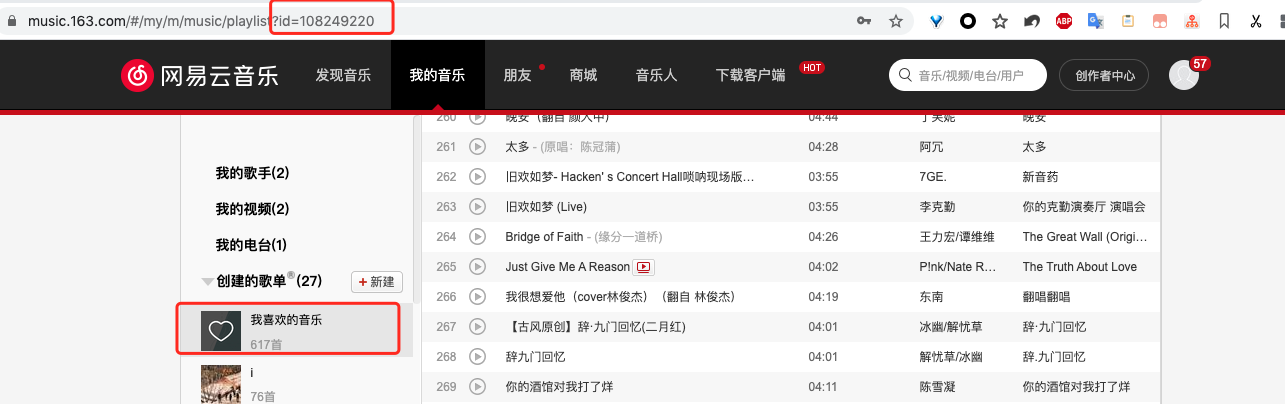 music.163.com/#/my/m/music/playlist?id=108249220
ABP
网易云音乐
发现音乐
我的音乐
朋友
商城
音乐人
下载客户端
HOT
音乐/视频/电台/用户
创作者中心
57
我的歌手(2)
我的视频(2)
我的电台(1)
创建的歌单®(27)
+ 新建
我喜欢的音乐
617首
i
76首
260 晚安（翻自 颜人中） 04:44 丁芙妮 晚安
261 太多 - (原唱：陈冠蒲) 04:28 阿冗 太多
262 旧欢如梦- Hacken' s Concert Hall唢呐现场版... 03:55 7GE. 新音药
263 旧欢如梦 (Live) 03:55 李克勤 你的克勤演奏厅 演唱会
264 Bridge of Faith - (缘分一道桥) 04:26 王力宏/谭维维 The Great Wall (Origi...
265 Just Give Me A Reason 04:02 P!nk/Nate R... The Truth About Love
266 我很想爱他（cover林俊杰）（翻自 林俊杰） 04:19 东南 翻唱翻唱
267 【古风原创】辞·九门回忆(二月红) 04:01 冰幽/解忧草 辞·九门回忆
268 辞九门回忆 04:01 解忧草/冰幽 辞.九门回忆
269 你的酒馆对我打了烊 04:11 陈雪凝 你的酒馆对我打了烊